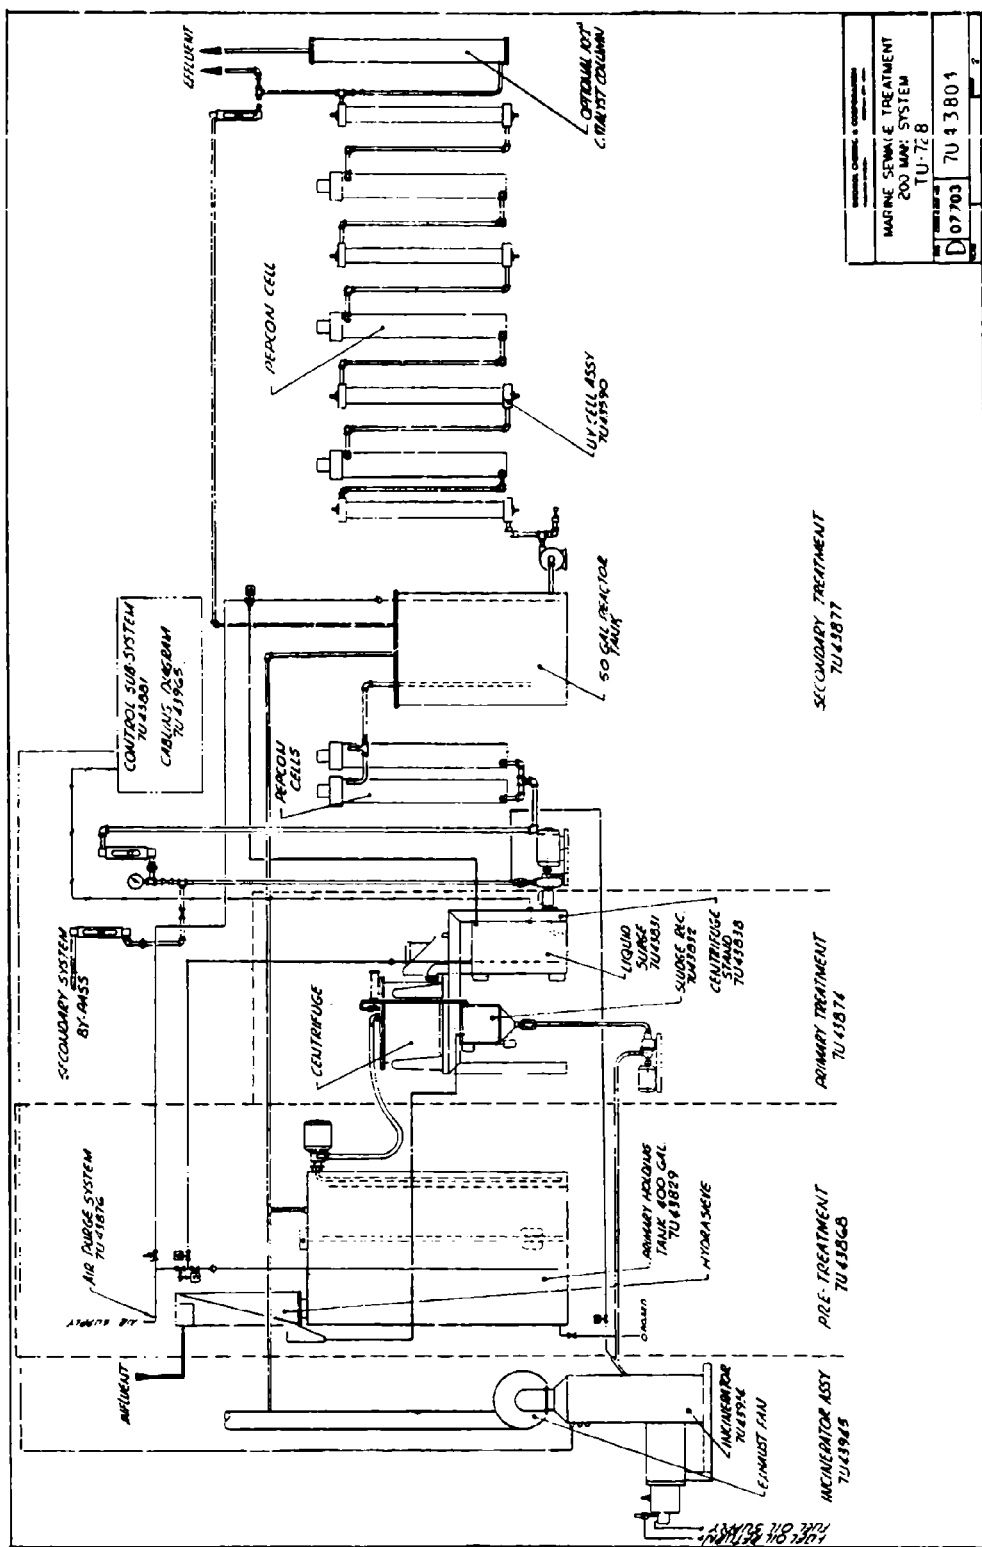 EFFLUENT
OPTIONAL 10"I
CATALYST COLUMN
PEPCON CELL
UV CELL ASSY
7U43590
CONTROL SUB-SYSTEM
7U43881
CABLING DIAGRAM
7U43965
50 GAL REACTOR
TANK
PEPCON
CELLS
SECONDARY TREATMENT
7U43877
SECONDARY SYSTEM
BY-PASS
CENTRIFUGE
LIQUID
SURGE
7U43831
SLUDGE REC.
7U43832
CENTRIFUGE
STAND
7U43838
PRIMARY TREATMENT
7U43874
AIR PURGE SYSTEM
7U43876
AIR SUPPLY
PRIMARY HOLDING
TANK 400 GAL.
7U43829
HYDRASIEVE
PRE-TREATMENT
7U43868
INFLUENT
INCINERATOR
EXHAUST FAN
INCINERATOR ASSY
7U43945
FUEL OIL RETURN
FUEL OIL SUPPLY
MARINE SEWAGE TREATMENT
200 MAN SYSTEM
TU-72B
D 07703 7U43801